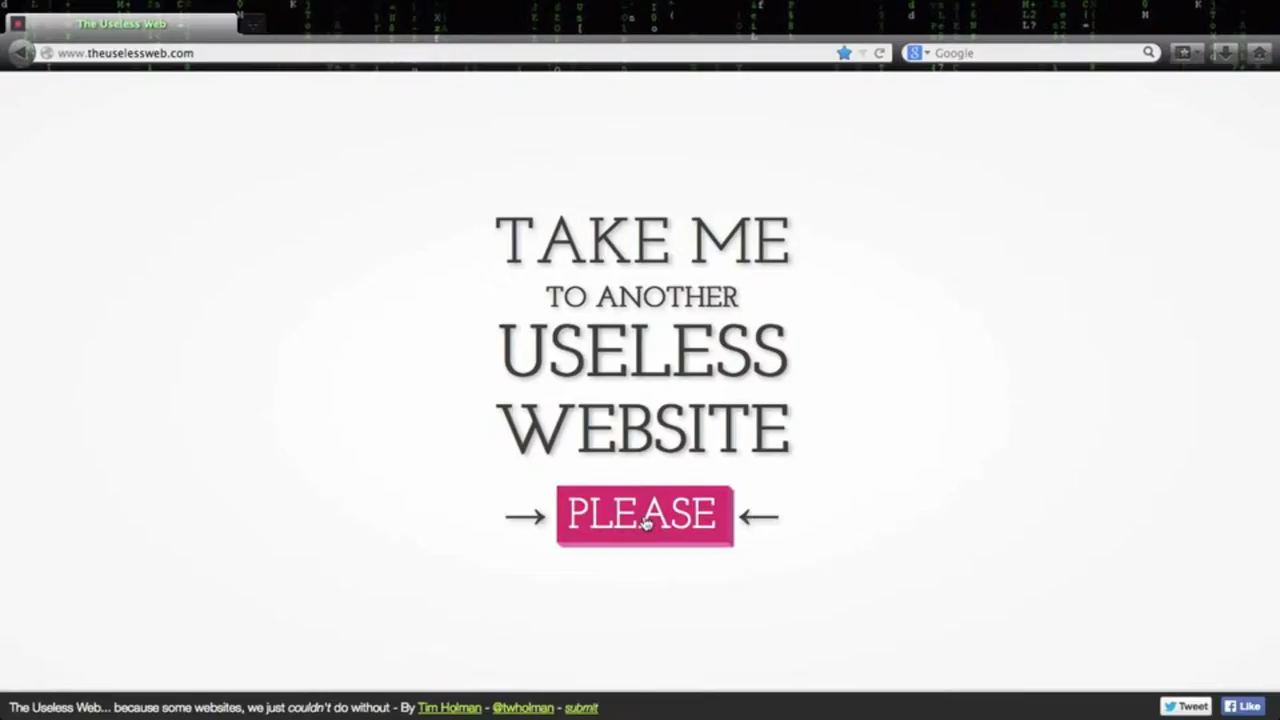 The Useless Web
www.theuselessweb.com
Google
TAKE ME
TO ANOTHER
USELESS
WEBSITE
→ PLEASE ←
The Useless Web... because some websites, we just couldn't do without - By Tim Holman - @twholman - submit
Tweet
Like